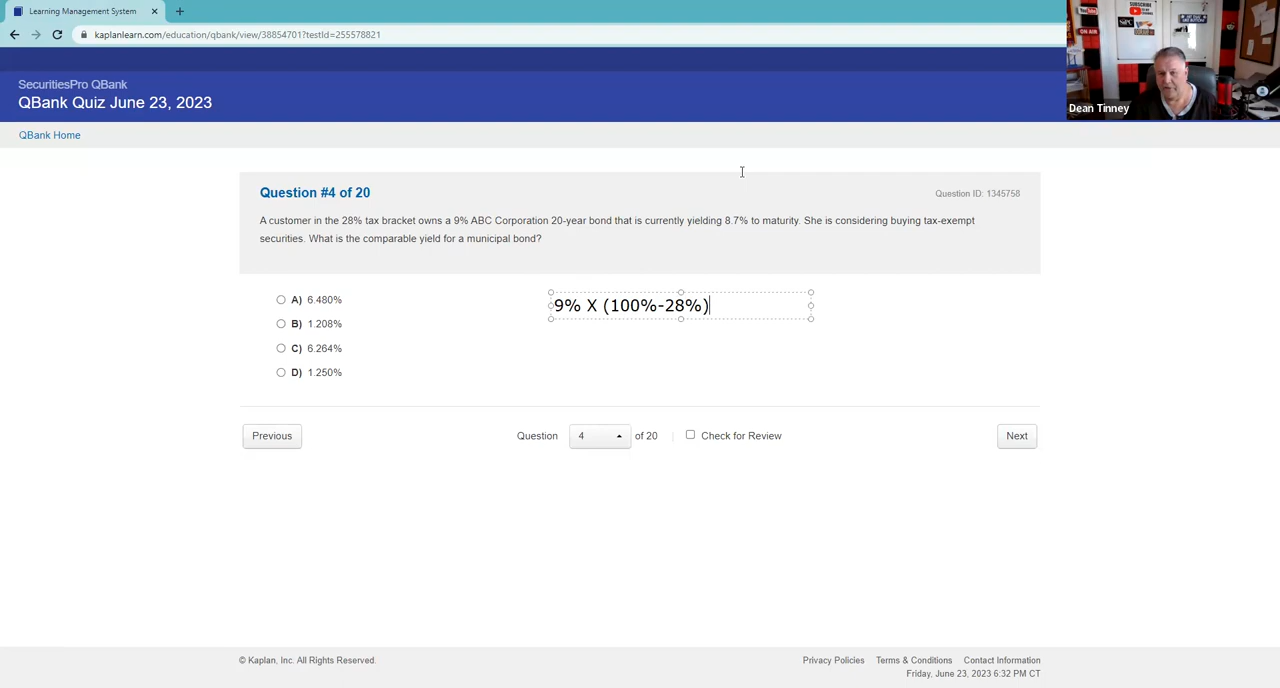 Learning Management System
kaplanlearn.com/education/qbank/view/38854701?testId=255578821
SUBSCRIBE
SIPC
ON AIR
Dean Tinney
SecuritiesPro QBank
QBank Quiz June 23, 2023
QBank Home
Question #4 of 20
Question ID: 1345758
A customer in the 28% tax bracket owns a 9% ABC Corporation 20-year bond that is currently yielding 8.7% to maturity. She is considering buying tax-exempt
securities. What is the comparable yield for a municipal bond?
A) 6.480%
B) 1.208%
C) 6.264%
D) 1.250%
9% X (100%-28%)
Previous
Question 4 of 20
Check for Review
Next
© Kaplan, Inc. All Rights Reserved.
Privacy Policies Terms & Conditions Contact Information
Friday, June 23, 2023 6:32 PM CT